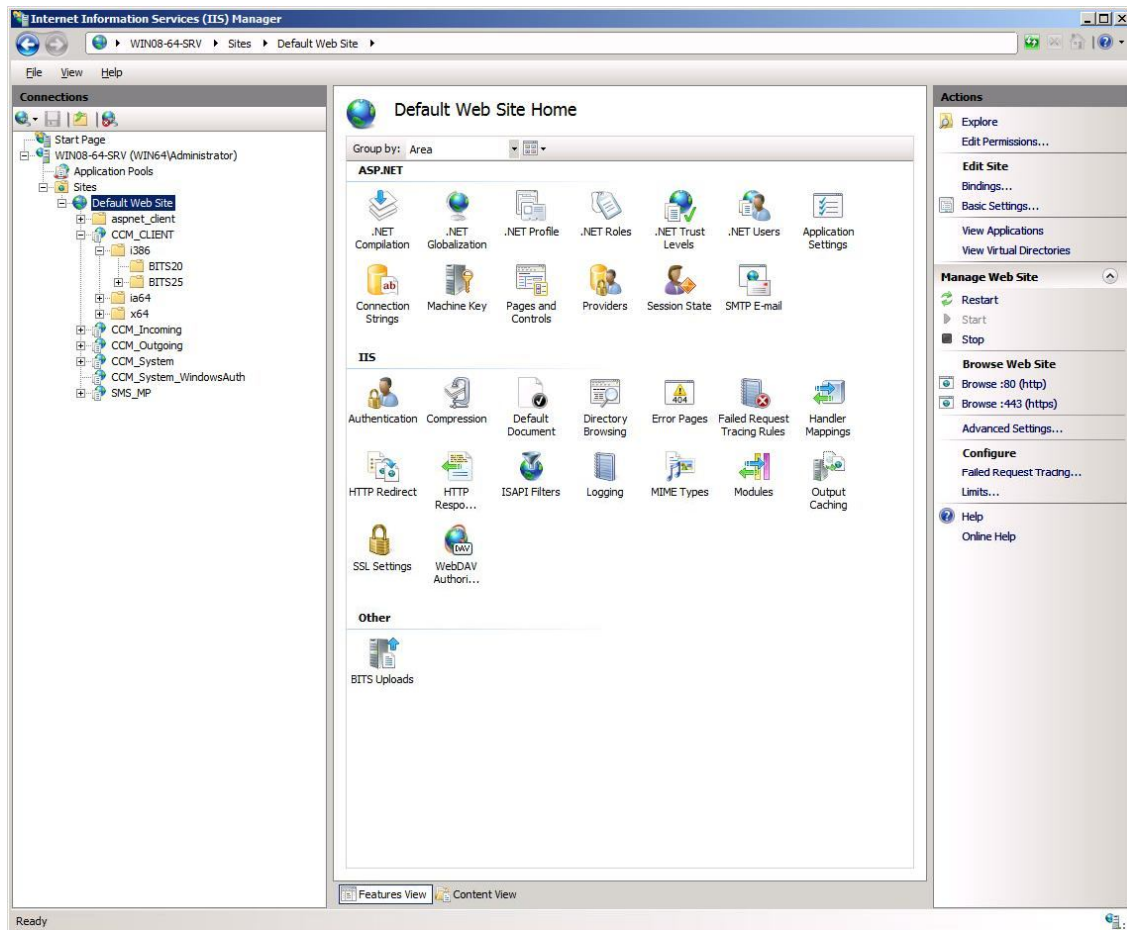 Internet Information Services (IIS) Manager
WIN08-64-SRV Sites Default Web Site
File View Help
Connections
Start Page
WIN08-64-SRV (WIN64\Administrator)
Application Pools
Sites
Default Web Site
aspnet_client
CCM_CLIENT
i386
BITS20
BITS25
ia64
x64
CCM_Incoming
CCM_Outgoing
CCM_System
CCM_System_WindowsAuth
SMS_MP
Default Web Site Home
Group by: Area
ASP.NET
.NET Compilation
.NET Globalization
.NET Profile
.NET Roles
.NET Trust Levels
.NET Users
Application Settings
ab
Connection Strings
Machine Key
Pages and Controls
Providers
Session State
SMTP E-mail
IIS
404
Authentication
Compression
Default Document
Directory Browsing
Error Pages
Failed Request Tracing Rules
Handler Mappings
HTTP Redirect
HTTP Respo...
ISAPI Filters
Logging
MIME Types
Modules
Output Caching
DAV
SSL Settings
WebDAV Authori...
Other
BITS Uploads
Features View
Content View
Actions
Explore
Edit Permissions...
Edit Site
Bindings...
Basic Settings...
View Applications
View Virtual Directories
Manage Web Site
Restart
Start
Stop
Browse Web Site
Browse :80 (http)
Browse :443 (https)
Advanced Settings...
Configure
Failed Request Tracing...
Limits...
Help
Online Help
Ready